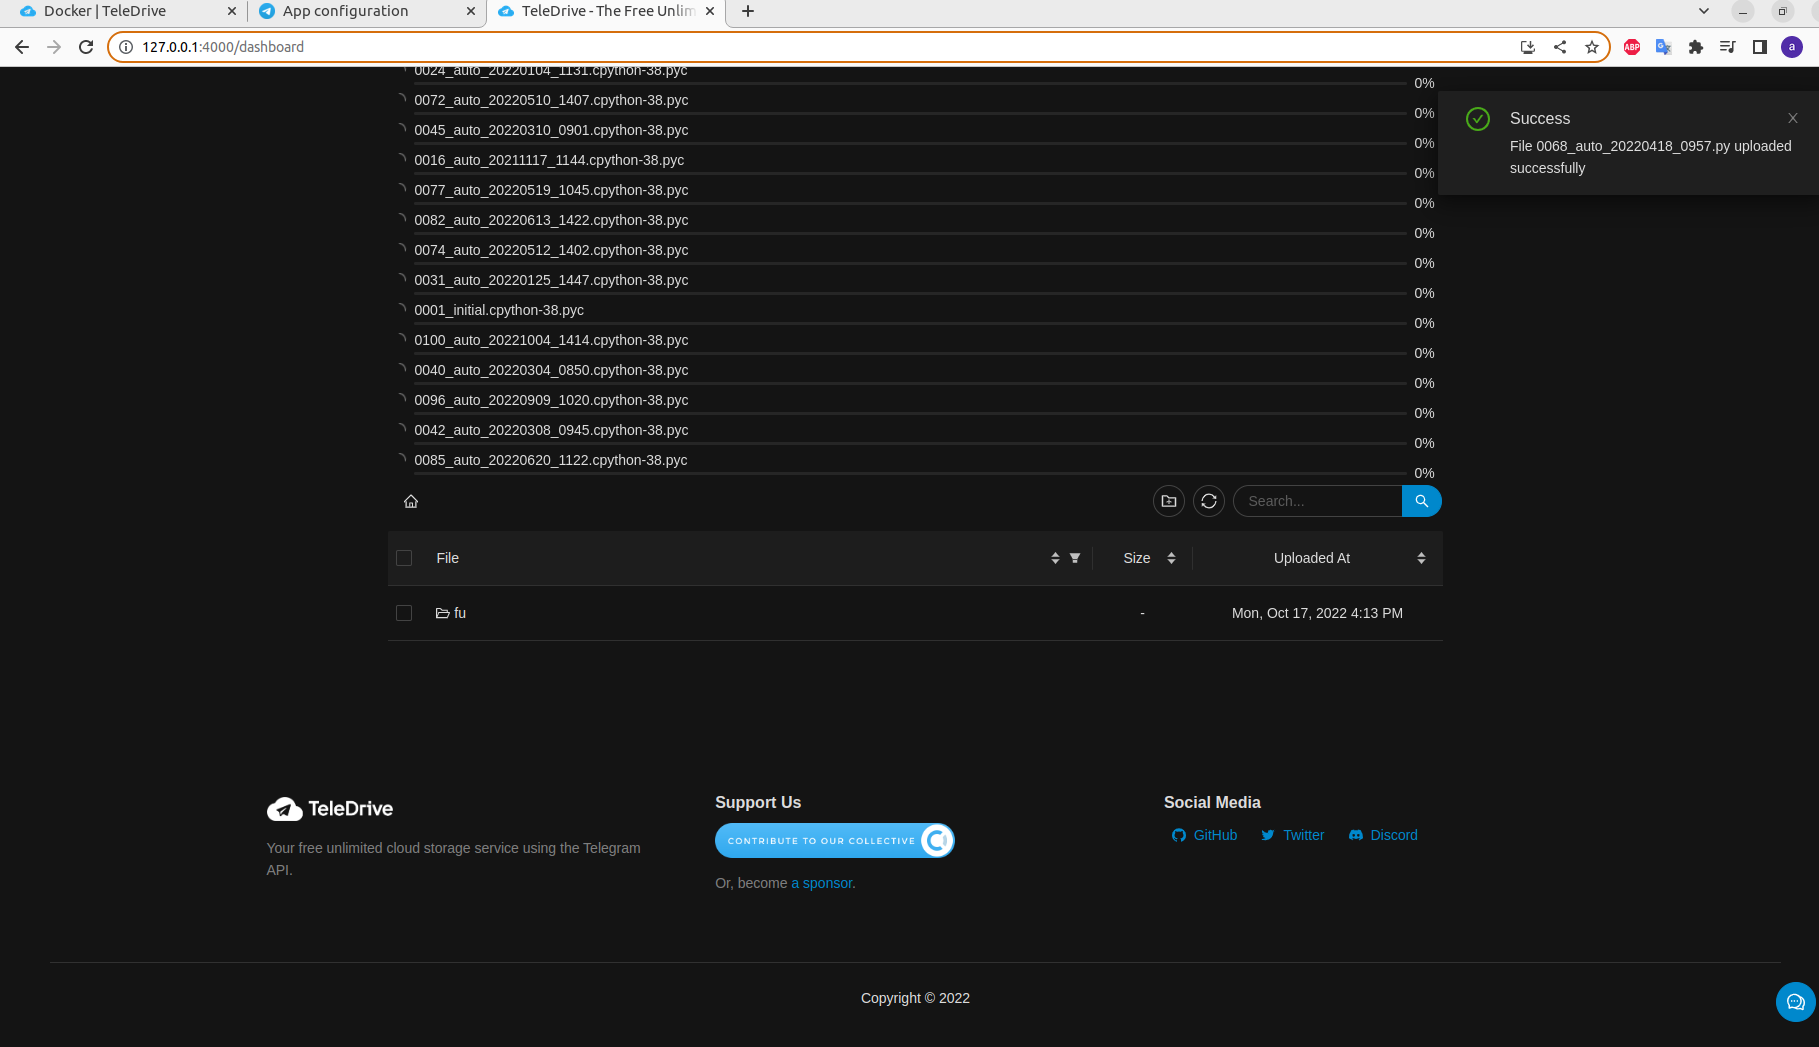 Docker | TeleDrive
App configuration
TeleDrive - The Free Unlim
127.0.0.1:4000/dashboard
ABP
a
0024_auto_20220104_1131.cpython-38.pyc
0%
0072_auto_20220510_1407.cpython-38.pyc
0%
0045_auto_20220310_0901.cpython-38.pyc
0%
0016_auto_20211117_1144.cpython-38.pyc
0%
0077_auto_20220519_1045.cpython-38.pyc
0%
0082_auto_20220613_1422.cpython-38.pyc
0%
0074_auto_20220512_1402.cpython-38.pyc
0%
0031_auto_20220125_1447.cpython-38.pyc
0%
0001_initial.cpython-38.pyc
0%
0100_auto_20221004_1414.cpython-38.pyc
0%
0040_auto_20220304_0850.cpython-38.pyc
0%
0096_auto_20220909_1020.cpython-38.pyc
0%
0042_auto_20220308_0945.cpython-38.pyc
0%
0085_auto_20220620_1122.cpython-38.pyc
0%
Success
File 0068_auto_20220418_0957.py uploaded
successfully
Search...
File
Size
Uploaded At
fu
-
Mon, Oct 17, 2022 4:13 PM
TeleDrive
Your free unlimited cloud storage service using the Telegram
API.
Support Us
CONTRIBUTE TO OUR COLLECTIVE
Or, become a sponsor.
Social Media
GitHub
Twitter
Discord
Copyright © 2022